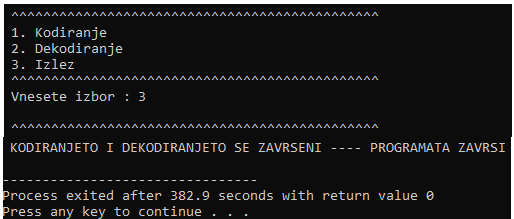 ^^^^^^^^^^^^^^^^^^^^^^^^^^^^^^^^^^^^^^^^^^^^^
1. Kodiranje
2. Dekodiranje
3. Izlez
^^^^^^^^^^^^^^^^^^^^^^^^^^^^^^^^^^^^^^^^^^^^^
Vnesete izbor : 3
^^^^^^^^^^^^^^^^^^^^^^^^^^^^^^^^^^^^^^^^^^^^^
KODIRANJETO I DEKODIRANJETO SE ZAVRSENI ---- PROGRAMATA ZAVRSI
--------------------------------
Process exited after 382.9 seconds with return value 0
Press any key to continue . . .